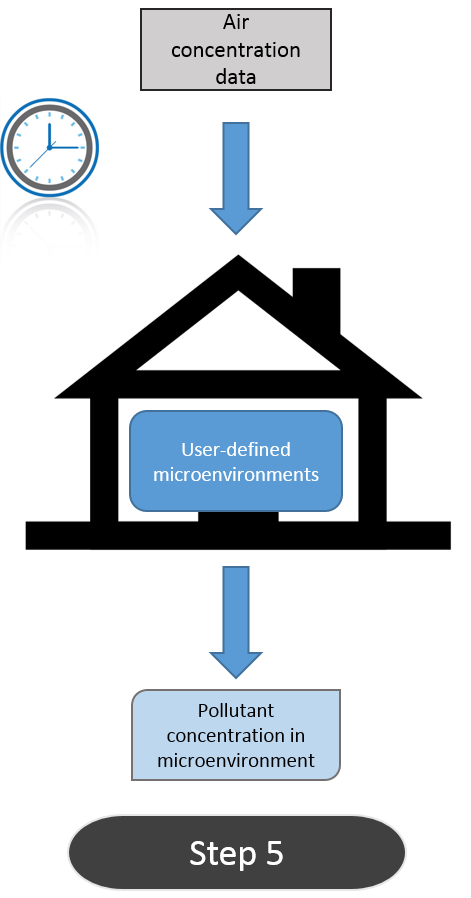 Air
concentration
data
User-defined
microenvironments
Pollutant
concentration in
microenvironment
Step 5